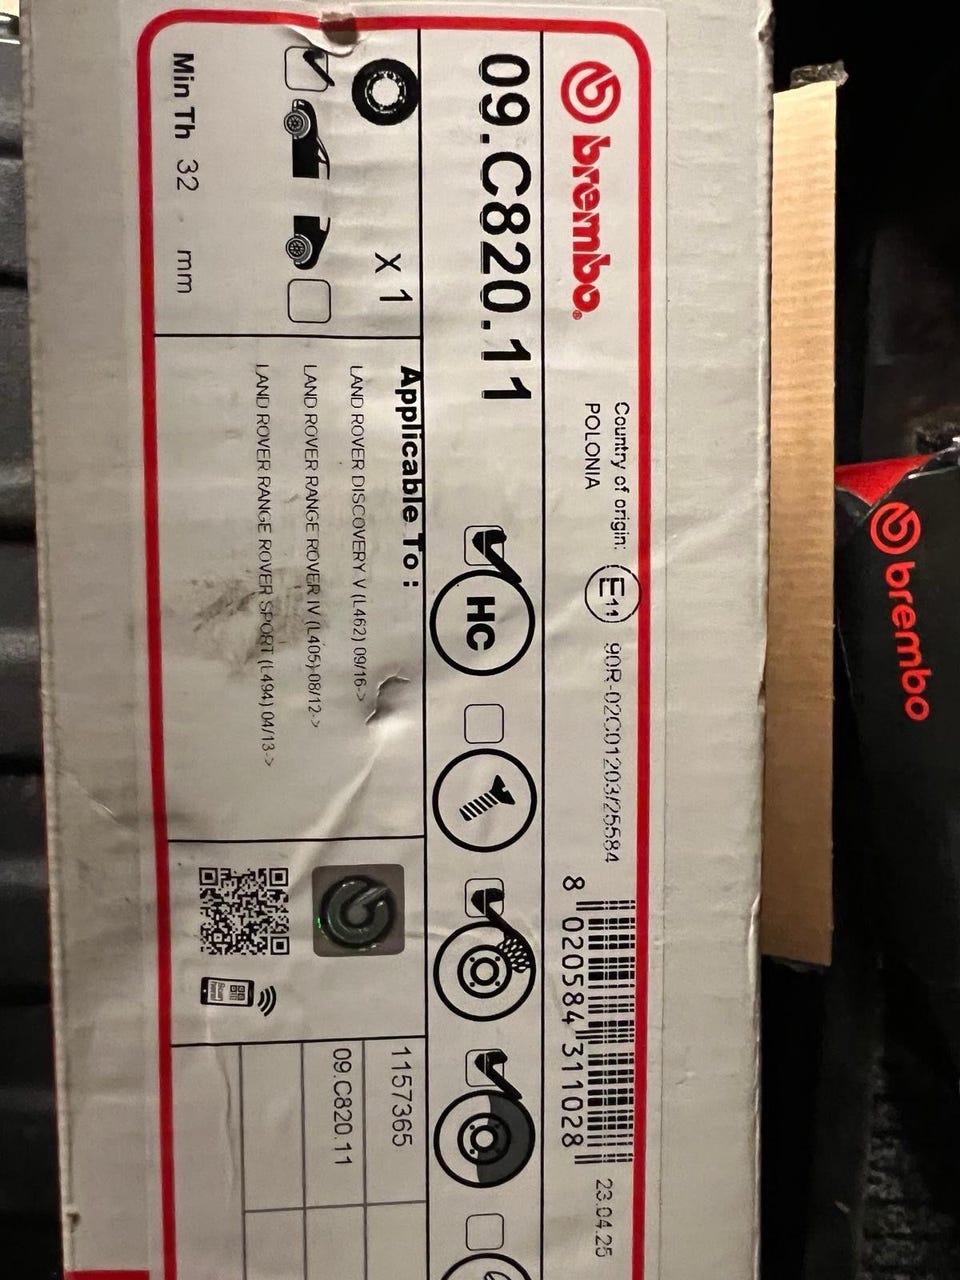 brembo®
Country of origin:
POLONIA
E11
90R-02C01203/25584
8 020584 311028
23.04.25
09.C820.11
HC
x 1
Min Th 32 mm
Applicable To :
LAND ROVER DISCOVERY V (L462) 09/16->
LAND ROVER RANGE ROVER IV (L405) 08/12->
LAND ROVER RANGE ROVER SPORT (L494) 04/13->
1157365
09.C820.11
brembo